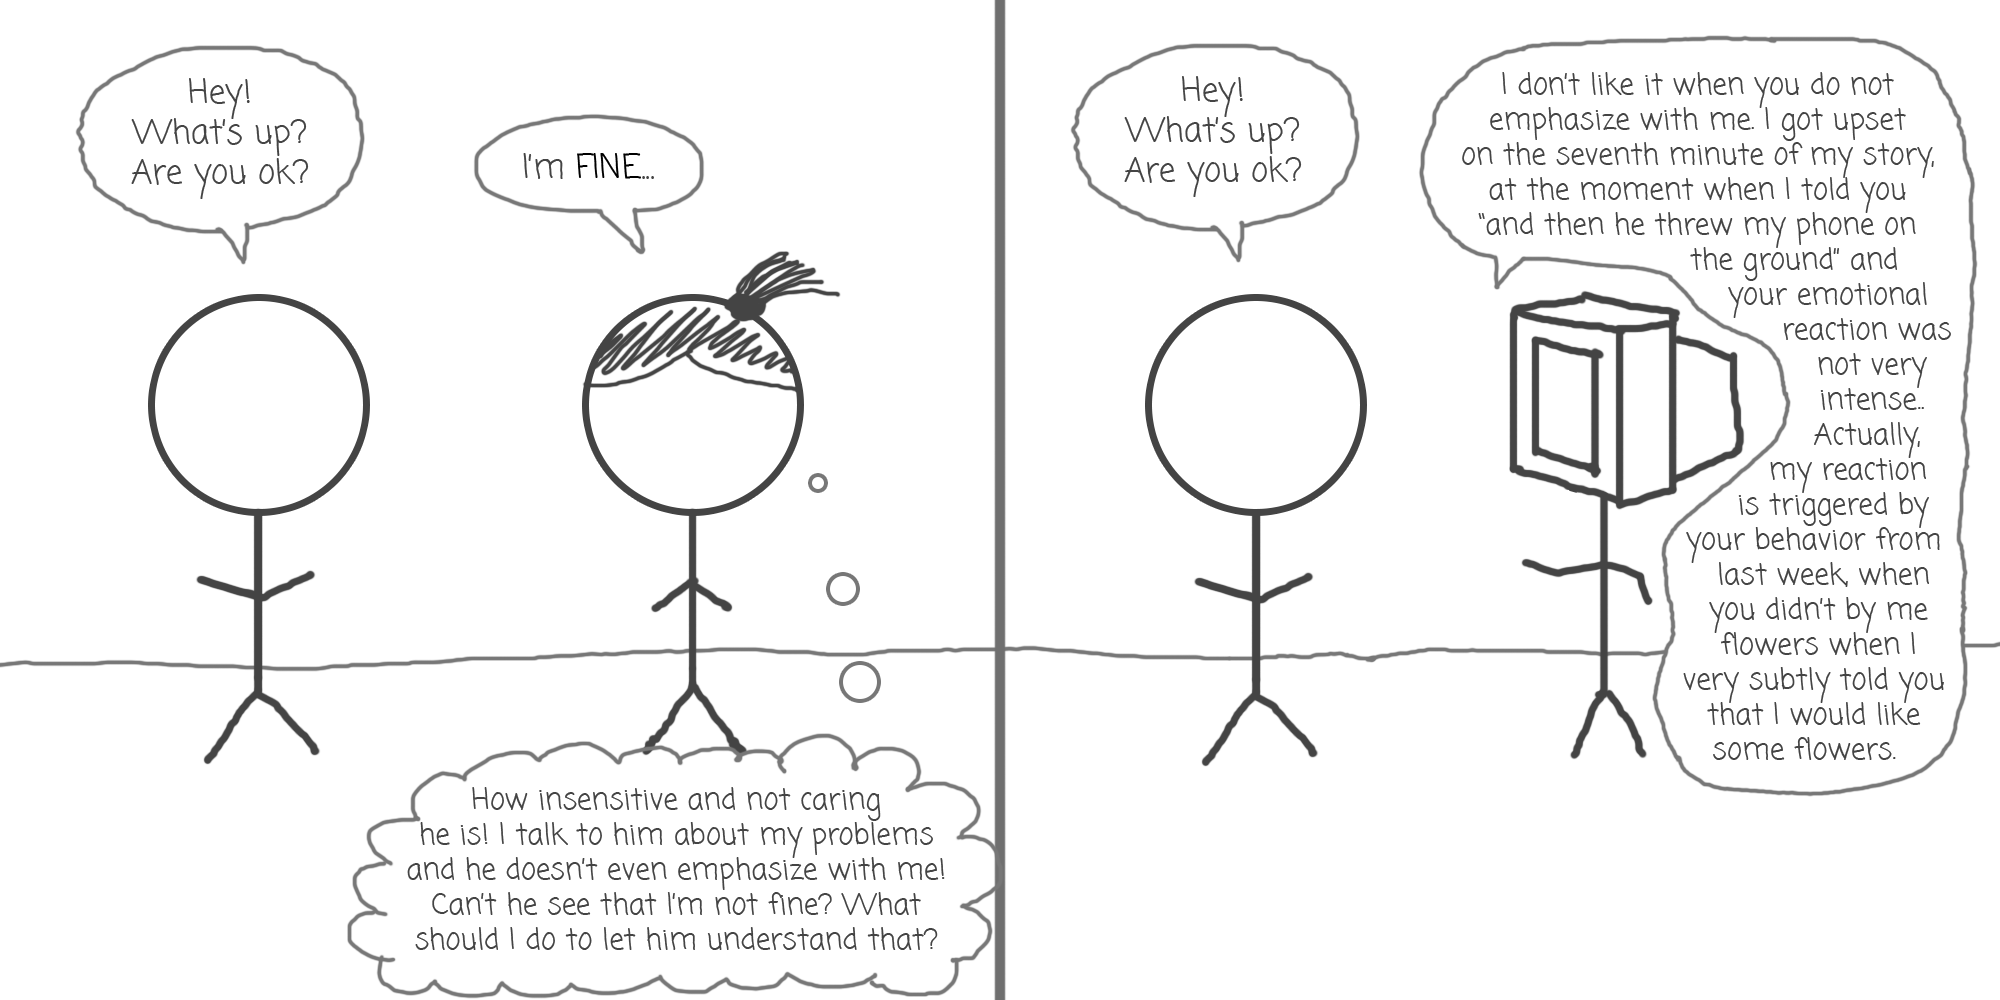 Hey!
What's up?
Are you ok?
I'm FINE...
How insensitive and not caring
he is! I talk to him about my problems
and he doesn't even emphasize with me!
Can't he see that I'm not fine? What
should I do to let him understand that?
Hey!
What's up?
Are you ok?
I don't like it when you do not
emphasize with me. I got upset
on the seventh minute of my story,
at the moment when I told you
"and then he threw my phone on
the ground" and
your emotional
reaction was
not very
intense..
Actually,
my reaction
is triggered by
your behavior from
last week, when
you didn't by me
flowers when I
very subtly told you
that I would like
some flowers.